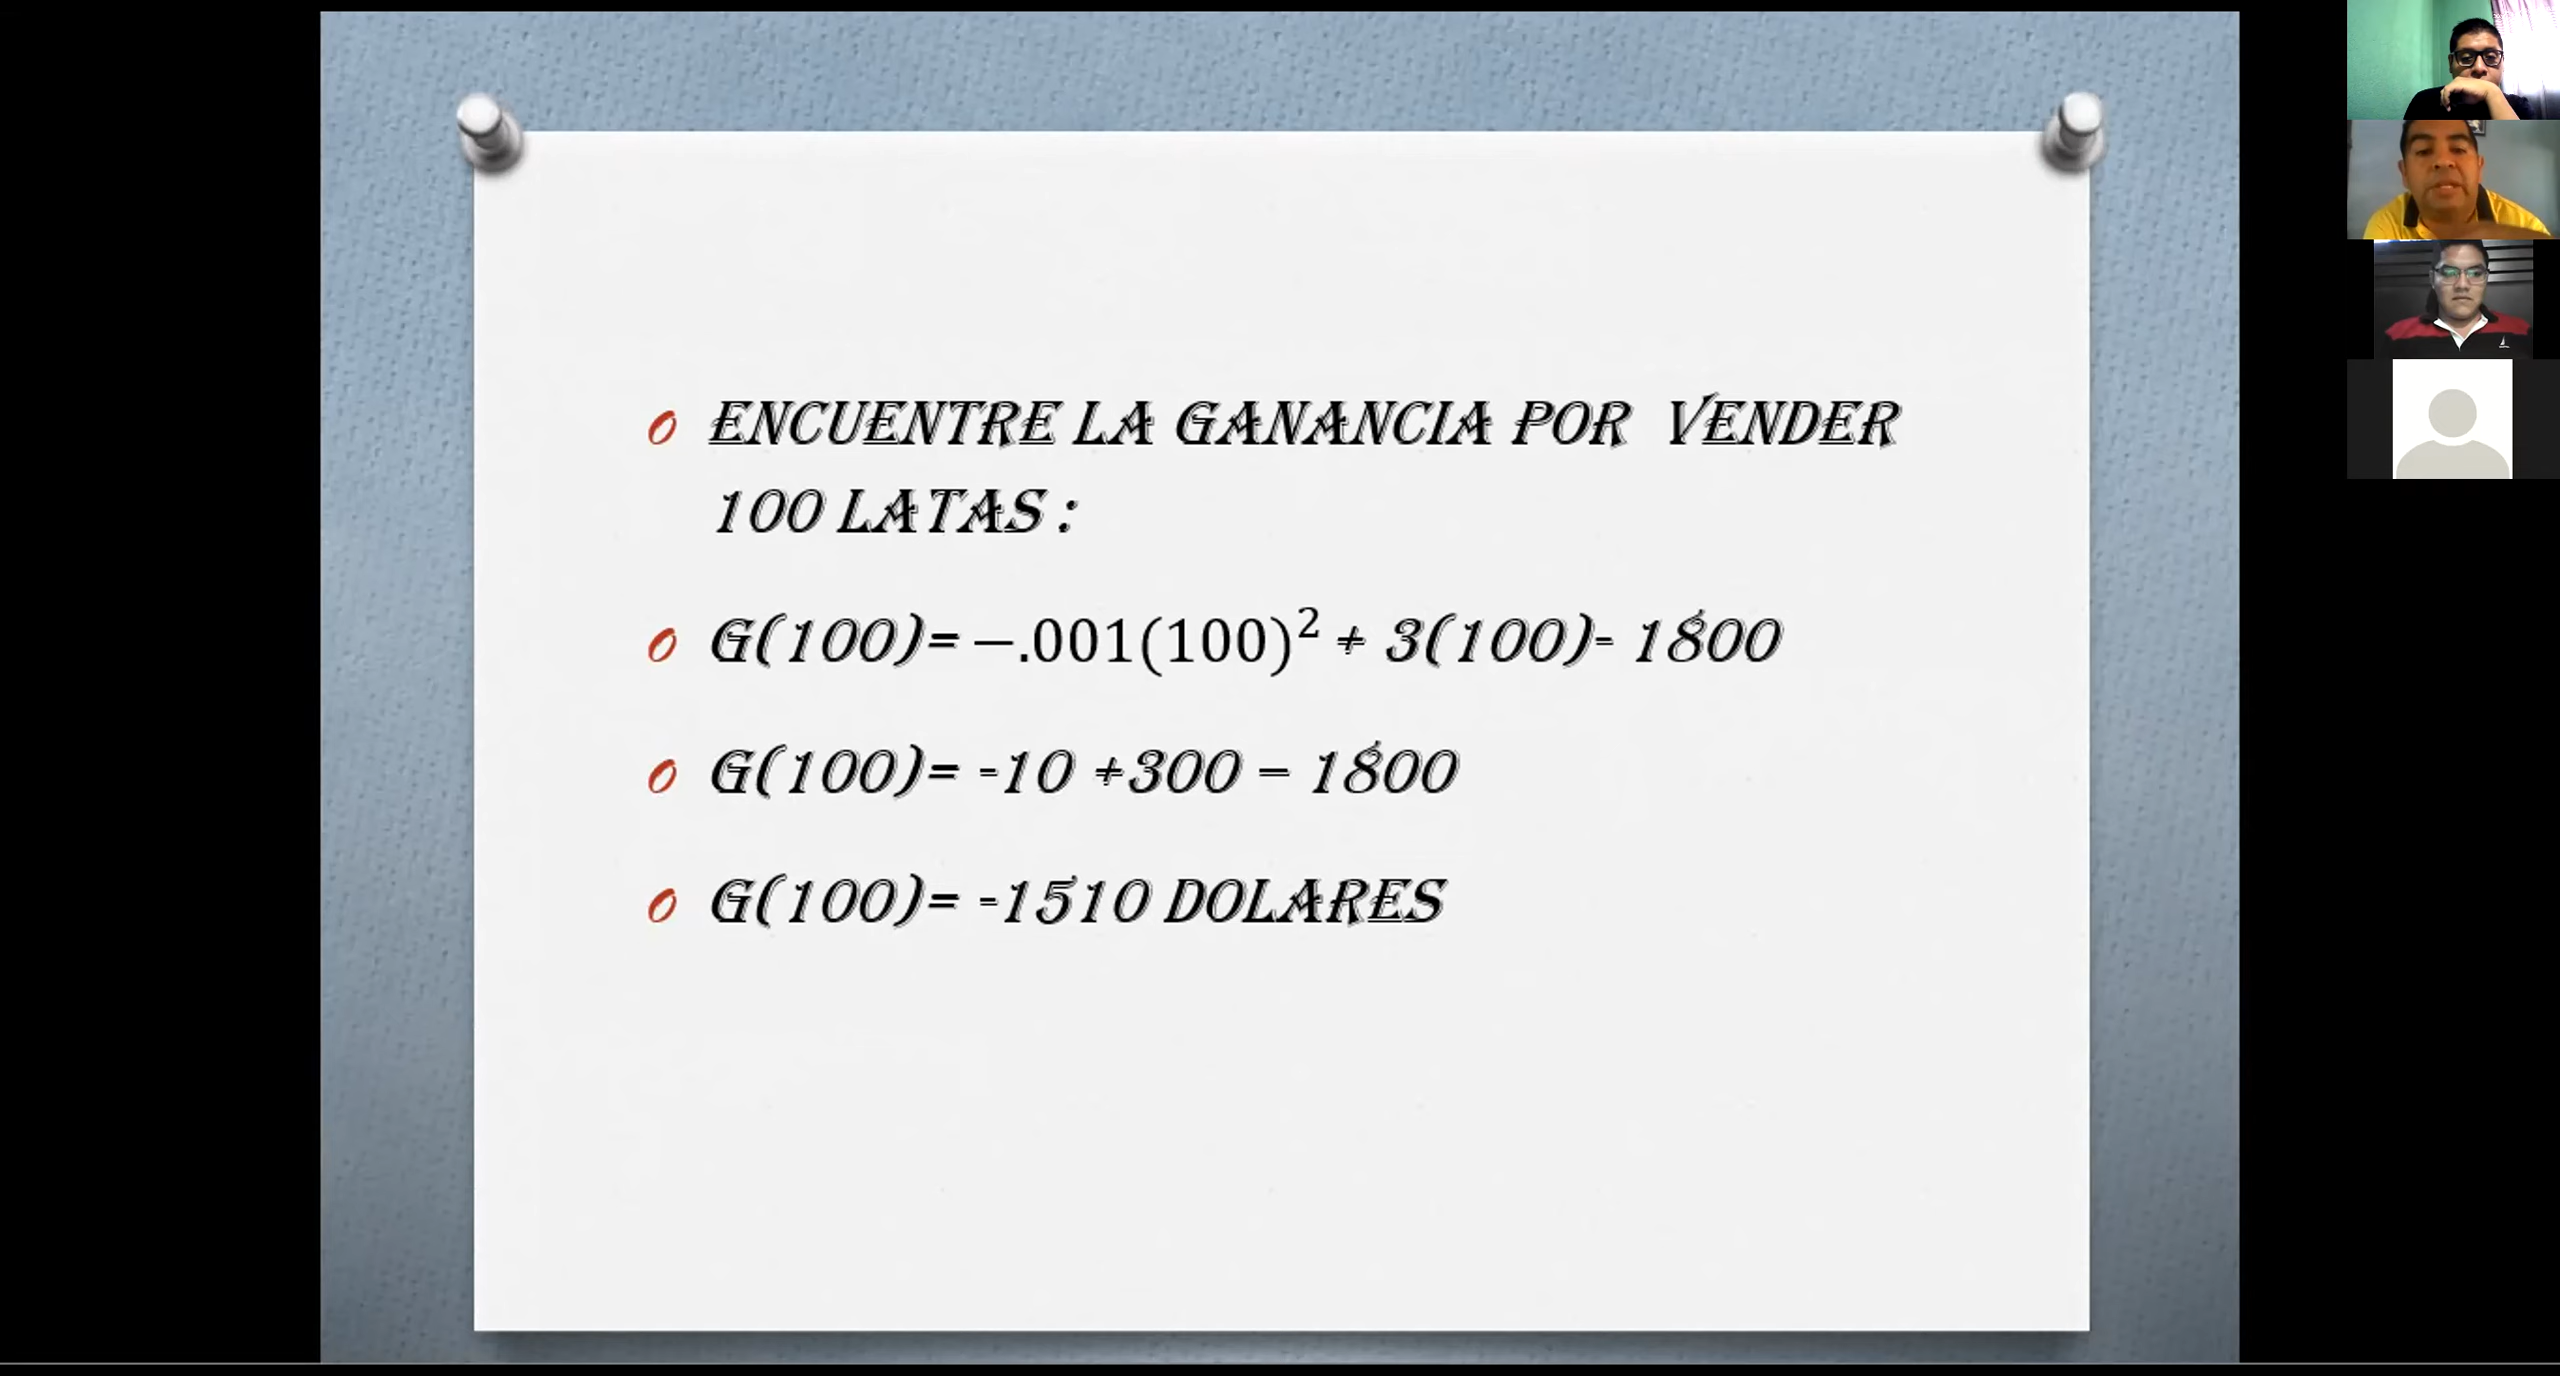 ENCUENTRE LA GANANCIA POR VENDER
100 LATAS :
G(100)= −.001(100)² + 3(100)- 1800
G(100)= -10 +300 – 1800
G(100)= -1510 DOLARES